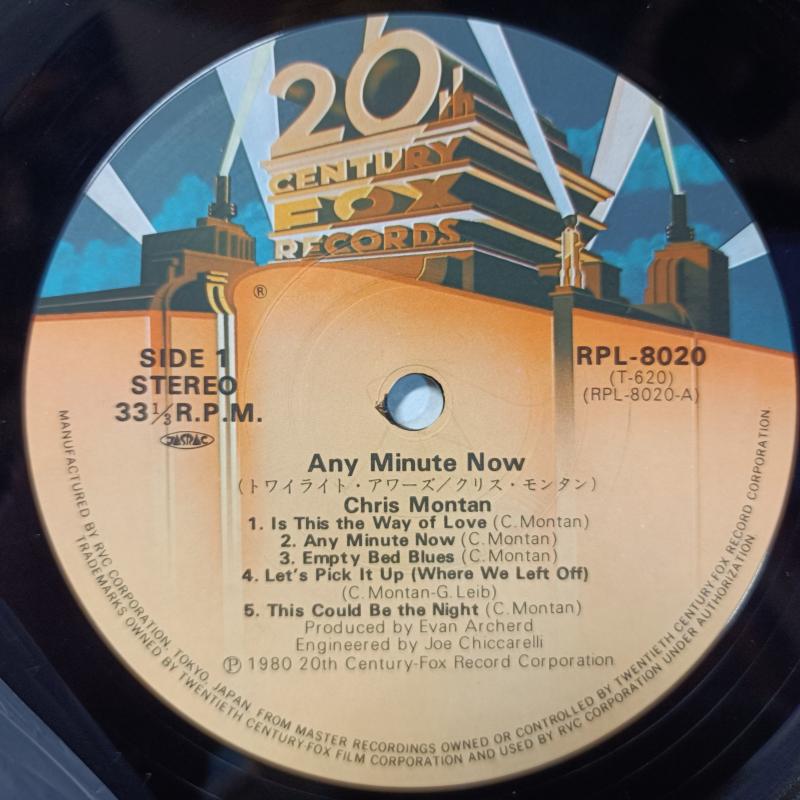 20th
CENTURY
FOX
RECORDS
®
SIDE 1
STEREO
33⅓ R.P.M.
JASRAC
RPL-8020
(T-620)
(RPL-8020-A)
Any Minute Now
(トワイライト・アワーズ/クリス・モンタン)
Chris Montan
1. Is This the Way of Love (C. Montan)
2. Any Minute Now (C. Montan)
3. Empty Bed Blues (C. Montan)
4. Let's Pick It Up (Where We Left Off)
(C. Montan-G. Leib)
5. This Could Be the Night (C. Montan)
Produced by Evan Archerd
Engineered by Joe Chiccarelli
Ⓟ 1980 20th Century-Fox Record Corporation
MANUFACTURED BY RVC CORPORATION, TOKYO, JAPAN FROM MASTER RECORDINGS OWNED OR CONTROLLED BY TWENTIETH CENTURY-FOX RECORD CORPORATION.
TRADEMARKS OWNED BY TWENTIETH CENTURY-FOX FILM CORPORATION AND USED BY RVC CORPORATION UNDER AUTHORIZATION.